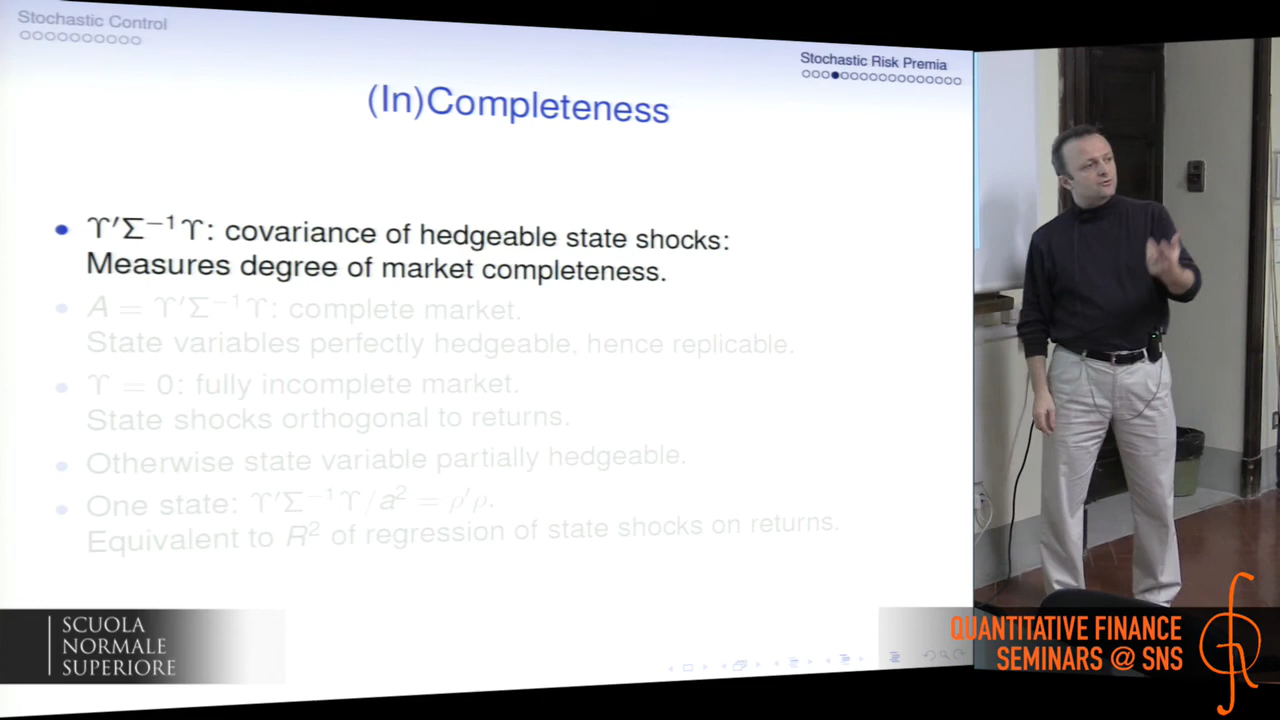 Stochastic Control
Stochastic Risk Premia
(In)Completeness
• ϒ′Σ⁻¹ϒ: covariance of hedgeable state shocks:
Measures degree of market completeness.
• A = ϒ′Σ⁻¹ϒ: complete market.
State variables perfectly hedgeable, hence replicable.
• ϒ = 0: fully incomplete market.
State shocks orthogonal to returns.
• Otherwise state variable partially hedgeable.
• One state: ϒ′Σ⁻¹ϒ/a² = ρ′ρ.
Equivalent to R² of regression of state shocks on returns.
SCUOLA
NORMALE
SUPERIORE
QUANTITATIVE FINANCE
SEMINARS @ SNS